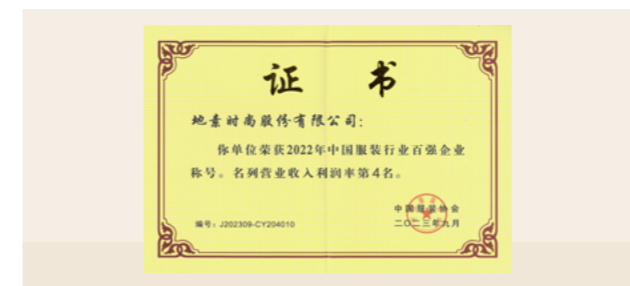 证 书
地素时尚股份有限公司：
你单位荣获2022年中国服装行业百强企业
称号。名列营业收入利润率第4名。
中国服装协会
编号：J202309-CY204010
二〇二三年九月